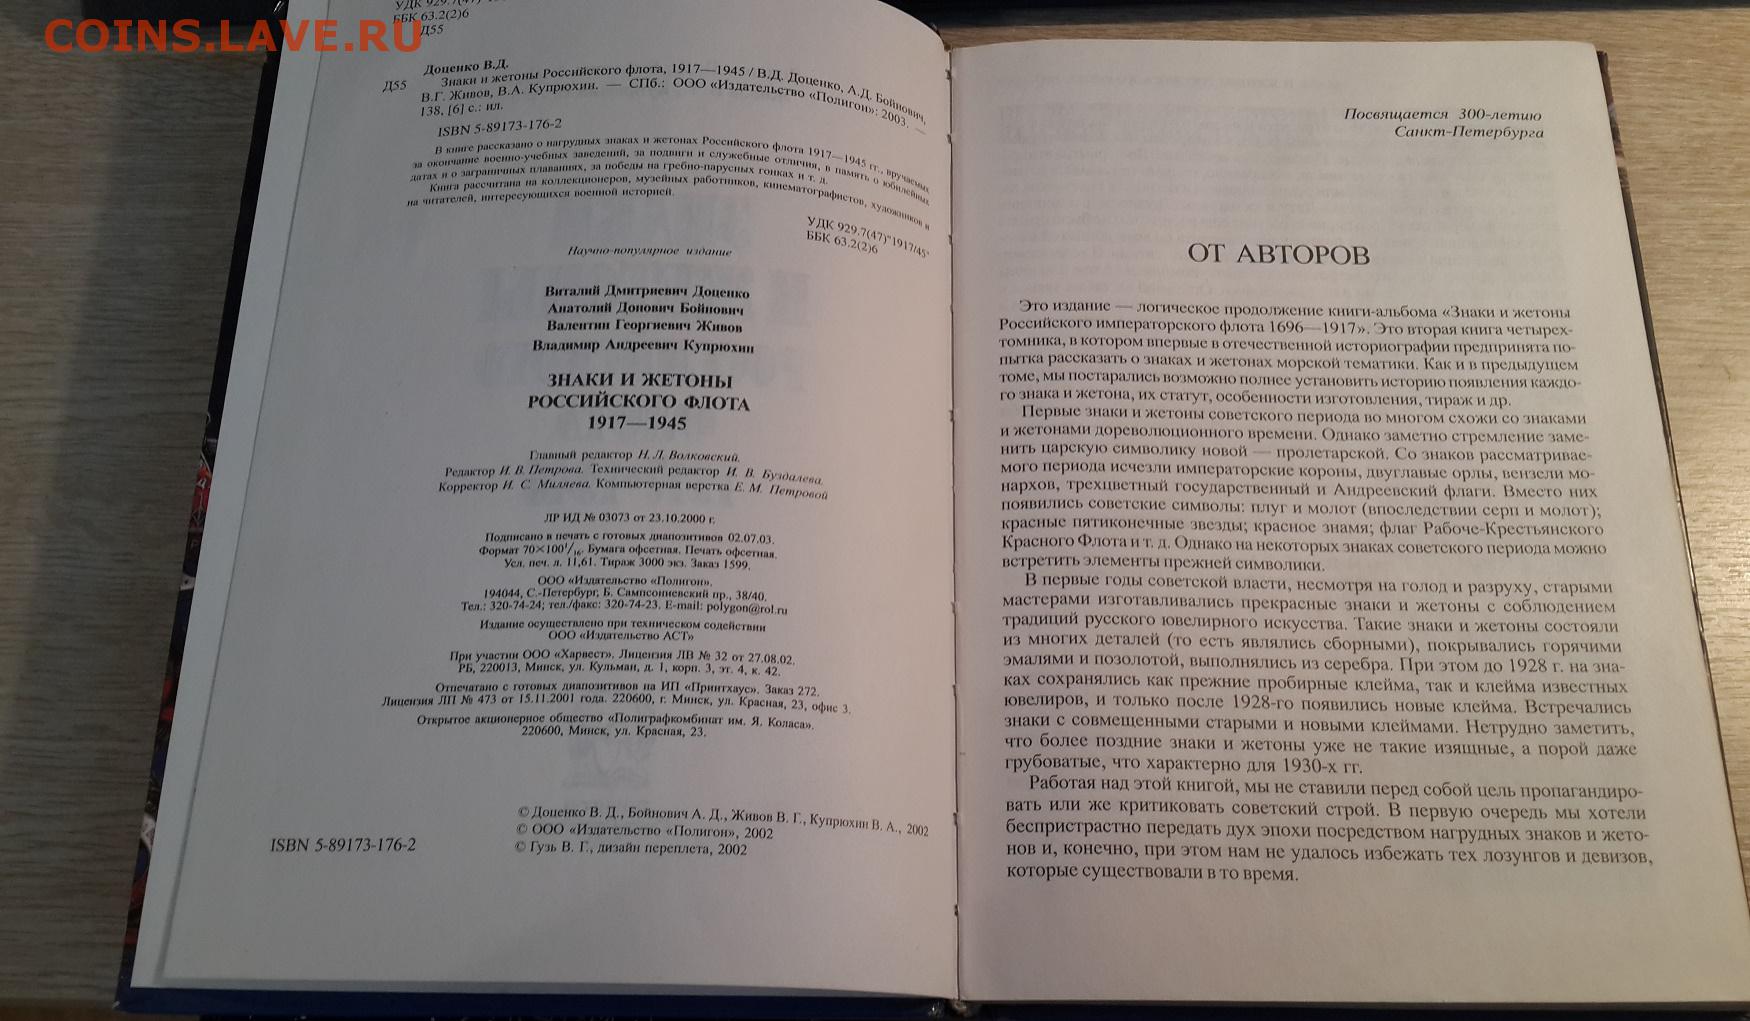 COINS.LAVE.RU
УДК 929.7(47)
ББК 63.2(2)6
Д55
Доценко В.Д.
Д55 Знаки и жетоны Российского флота, 1917—1945 / В.Д. Доценко, А.Д. Бойнович,
В.Г. Живов, В.А. Купрюхин. — СПб.: ООО «Издательство «Полигон»: 2003. —
138, [6] с.: ил.
ISBN 5-89173-176-2
В книге рассказано о нагрудных знаках и жетонах Российского флота 1917—1945 гг., вручаемых
за окончание военно-учебных заведений, за подвиги и служебные отличия, в память о юбилейных
датах и о заграничных плаваниях, за победы на гребно-парусных гонках и т. д.
Книга рассчитана на коллекционеров, музейных работников, кинематографистов, художников и
на читателей, интересующихся военной историей.
УДК 929.7(47)"1917/45"
ББК 63.2(2)6
Научно-популярное издание
Виталий Дмитриевич Доценко
Анатолий Донович Бойнович
Валентин Георгиевич Живов
Владимир Андреевич Купрюхин
ЗНАКИ И ЖЕТОНЫ
РОССИЙСКОГО ФЛОТА
1917—1945
Главный редактор Н. Л. Волковский.
Редактор И. В. Петрова. Технический редактор И. В. Буздалева.
Корректор И. С. Миляева. Компьютерная верстка Е. М. Петровой
ЛР ИД № 03073 от 23.10.2000 г.
Подписано в печать с готовых диапозитивов 02.07.03.
Формат 70×100 1/16. Бумага офсетная. Печать офсетная.
Усл. печ. л. 11,61. Тираж 3000 экз. Заказ 1599.
ООО «Издательство «Полигон».
194044, С.-Петербург, Б. Сампсониевский пр., 38/40.
Тел.: 320-74-24; тел./факс: 320-74-23. E-mail: polygon@rol.ru
Издание осуществлено при техническом содействии
ООО «Издательство АСТ»
При участии ООО «Харвест». Лицензия ЛВ № 32 от 27.08.02.
РБ, 220013, Минск, ул. Кульман, д. 1, корп. 3, эт. 4, к. 42.
Отпечатано с готовых диапозитивов на ИП «Принтхаус». Заказ 272.
Лицензия ЛП № 473 от 15.11.2001 года. 220600, г. Минск, ул. Красная, 23, офис 3.
Открытое акционерное общество «Полиграфкомбинат им. Я. Коласа».
220600, Минск, ул. Красная, 23.
© Доценко В. Д., Бойнович А. Д., Живов В. Г., Купрюхин В. А., 2002
© ООО «Издательство «Полигон», 2002
ISBN 5-89173-176-2 © Гузь В. Г., дизайн переплета, 2002
Посвящается 300-летию
Санкт-Петербурга
ОТ АВТОРОВ
Это издание — логическое продолжение книги-альбома «Знаки и жетоны
Российского императорского флота 1696—1917». Это вторая книга четырех-
томника, в котором впервые в отечественной историографии предпринята по-
пытка рассказать о знаках и жетонах морской тематики. Как и в предыдущем
томе, мы постарались возможно полнее установить историю появления каждо-
го знака и жетона, их статут, особенности изготовления, тираж и др.
Первые знаки и жетоны советского периода во многом схожи со знаками
и жетонами дореволюционного времени. Однако заметно стремление заме-
нить царскую символику новой — пролетарской. Со знаков рассматривае-
мого периода исчезли императорские короны, двуглавые орлы, вензели мо-
нархов, трехцветный государственный и Андреевский флаги. Вместо них
появились советские символы: плуг и молот (впоследствии серп и молот);
красные пятиконечные звезды; красное знамя; флаг Рабоче-Крестьянского
Красного Флота и т. д. Однако на некоторых знаках советского периода можно
встретить элементы прежней символики.
В первые годы советской власти, несмотря на голод и разруху, старыми
мастерами изготавливались прекрасные знаки и жетоны с соблюдением
традиций русского ювелирного искусства. Такие знаки и жетоны состояли
из многих деталей (то есть являлись сборными), покрывались горячими
эмалями и позолотой, выполнялись из серебра. При этом до 1928 г. на зна-
ках сохранялись как прежние пробирные клейма, так и клейма известных
ювелиров, и только после 1928-го появились новые клейма. Встречались
знаки с совмещенными старыми и новыми клеймами. Нетрудно заметить,
что более поздние знаки и жетоны уже не такие изящные, а порой даже
грубоватые, что характерно для 1930-х гг.
Работая над этой книгой, мы не ставили перед собой цель пропагандиро-
вать или же критиковать советский строй. В первую очередь мы хотели
беспристрастно передать дух эпохи посредством нагрудных знаков и жето-
нов и, конечно, при этом нам не удалось избежать тех лозунгов и девизов,
которые существовали в то время.